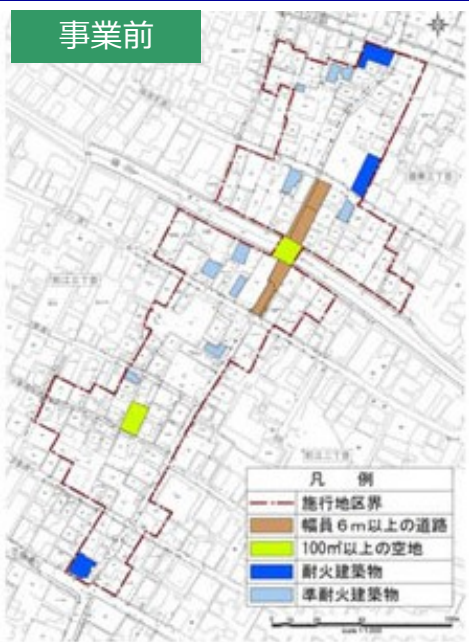 事業前
凡 例
施行地区界
幅員6m以上の道路
100㎡以上の空地
耐火建築物
準耐火建築物